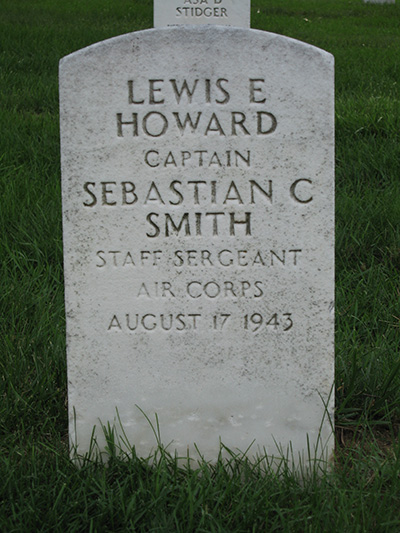 ASA D
STIDGER
LEWIS E
HOWARD
CAPTAIN
SEBASTIAN C
SMITH
STAFF SERGEANT
AIR CORPS
AUGUST 17 1943